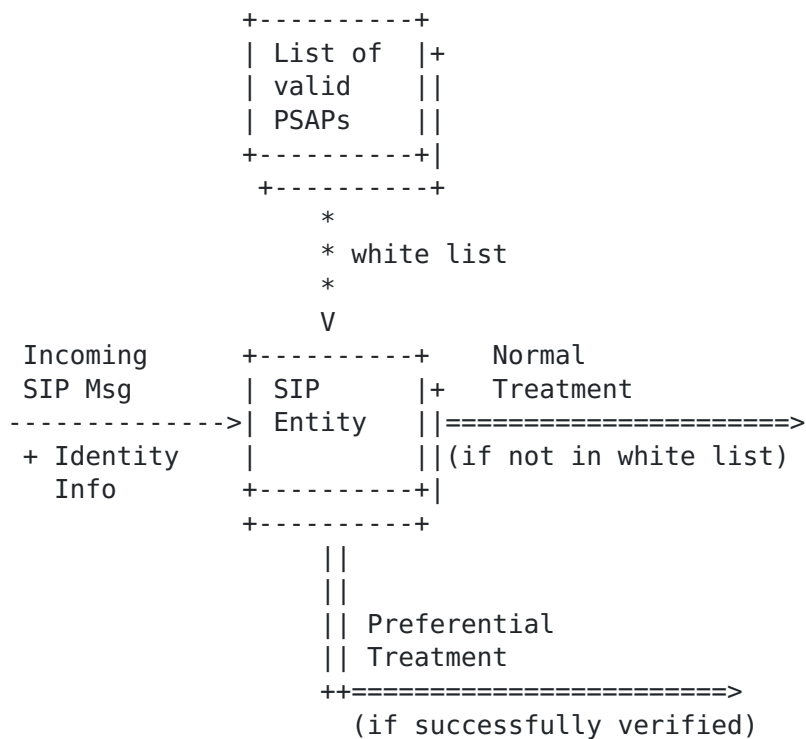 +----------+
| List of  |+
| valid    ||
| PSAPs    ||
+----------+|
+----------+
*
* white list
*
V
Incoming      +----------+    Normal
SIP Msg       | SIP      |+   Treatment
-------------->| Entity   ||======================>
+ Identity    |          ||(if not in white list)
Info        +----------+|
+----------+
||
||
|| Preferential
|| Treatment
++========================>
(if successfully verified)